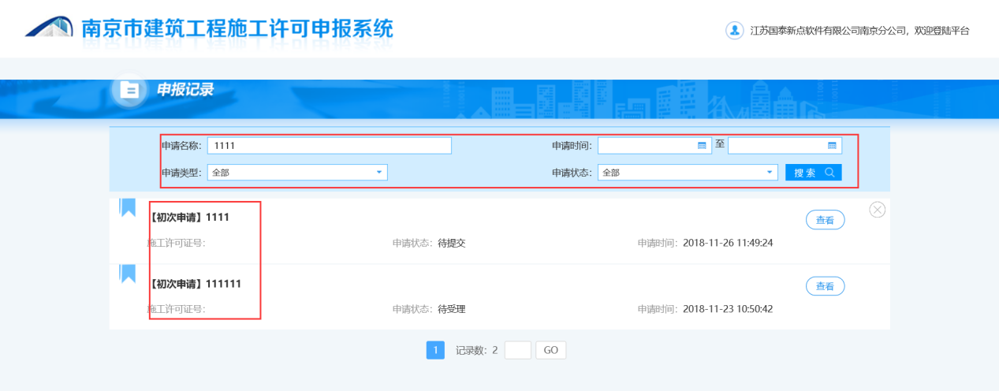 南京市建筑工程施工许可申报系统
江苏国泰新点软件有限公司南京分公司，欢迎登陆平台
申报记录
申请名称： 1111 申请时间： 至
申请类型： 全部 申请状态： 全部 搜索
【初次申请】1111 查看
施工许可证号： 申请状态：待提交 申请时间：2018-11-26 11:49:24
【初次申请】111111 查看
施工许可证号： 申请状态：待受理 申请时间：2018-11-23 10:50:42
1 记录数：2 GO